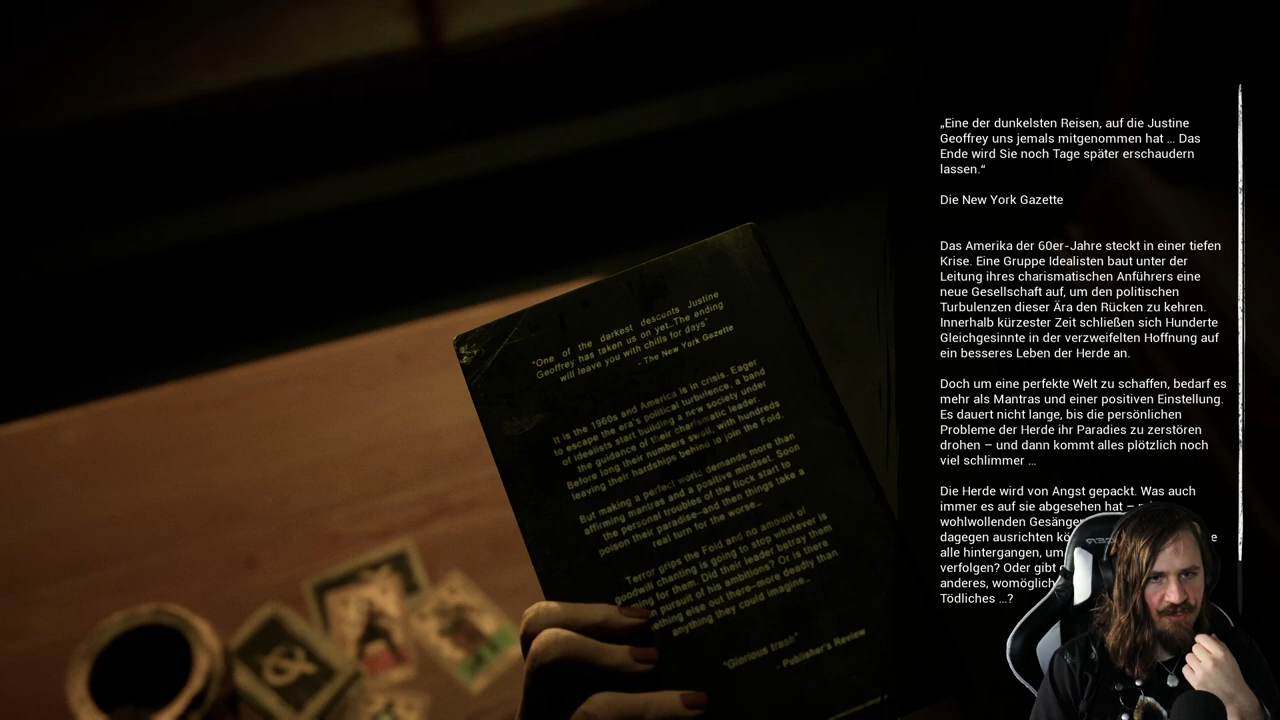 "One of the darkest descents Justine
Geoffrey has taken us on yet...The ending
will leave you with chills for days"
- The New York Gazette
It is the 1960s and America is in crisis. Eager
to escape the era's political turbulence, a band
of idealists start building a new society under
the guidance of their charismatic leader.
Before long their numbers swell, with hundreds
leaving their hardships behind to join the Fold.
But making a perfect world demands more than
affirming mantras and a positive mindset. Soon
the personal troubles of the flock start to
poison their paradise—and then things take a
real turn for the worse...
Terror grips the Fold and no amount of
goodwill chanting is going to stop whatever is
for them. Did their leader betray them
pursuit of his ambitions? Or is there
else out there—more deadly than
anything they could imagine...
"Glorious trash"
- Publisher's Review
„Eine der dunkelsten Reisen, auf die Justine
Geoffrey uns jemals mitgenommen hat ... Das
Ende wird Sie noch Tage später erschaudern
lassen.“
Die New York Gazette
Das Amerika der 60er-Jahre steckt in einer tiefen
Krise. Eine Gruppe Idealisten baut unter der
Leitung ihres charismatischen Anführers eine
neue Gesellschaft auf, um den politischen
Turbulenzen dieser Ära den Rücken zu kehren.
Innerhalb kürzester Zeit schließen sich Hunderte
Gleichgesinnte in der verzweifelten Hoffnung auf
ein besseres Leben der Herde an.
Doch um eine perfekte Welt zu schaffen, bedarf es
mehr als Mantras und einer positiven Einstellung.
Es dauert nicht lange, bis die persönlichen
Probleme der Herde ihr Paradies zu zerstören
drohen – und dann kommt alles plötzlich noch
viel schlimmer ...
Die Herde wird von Angst gepackt. Was auch
immer es auf sie abgesehen hat –
wohlwollenden
dagegen ausrichten
alle hintergangen, um
verfolgen? Oder gibt
anderes,
Tödliches ...?